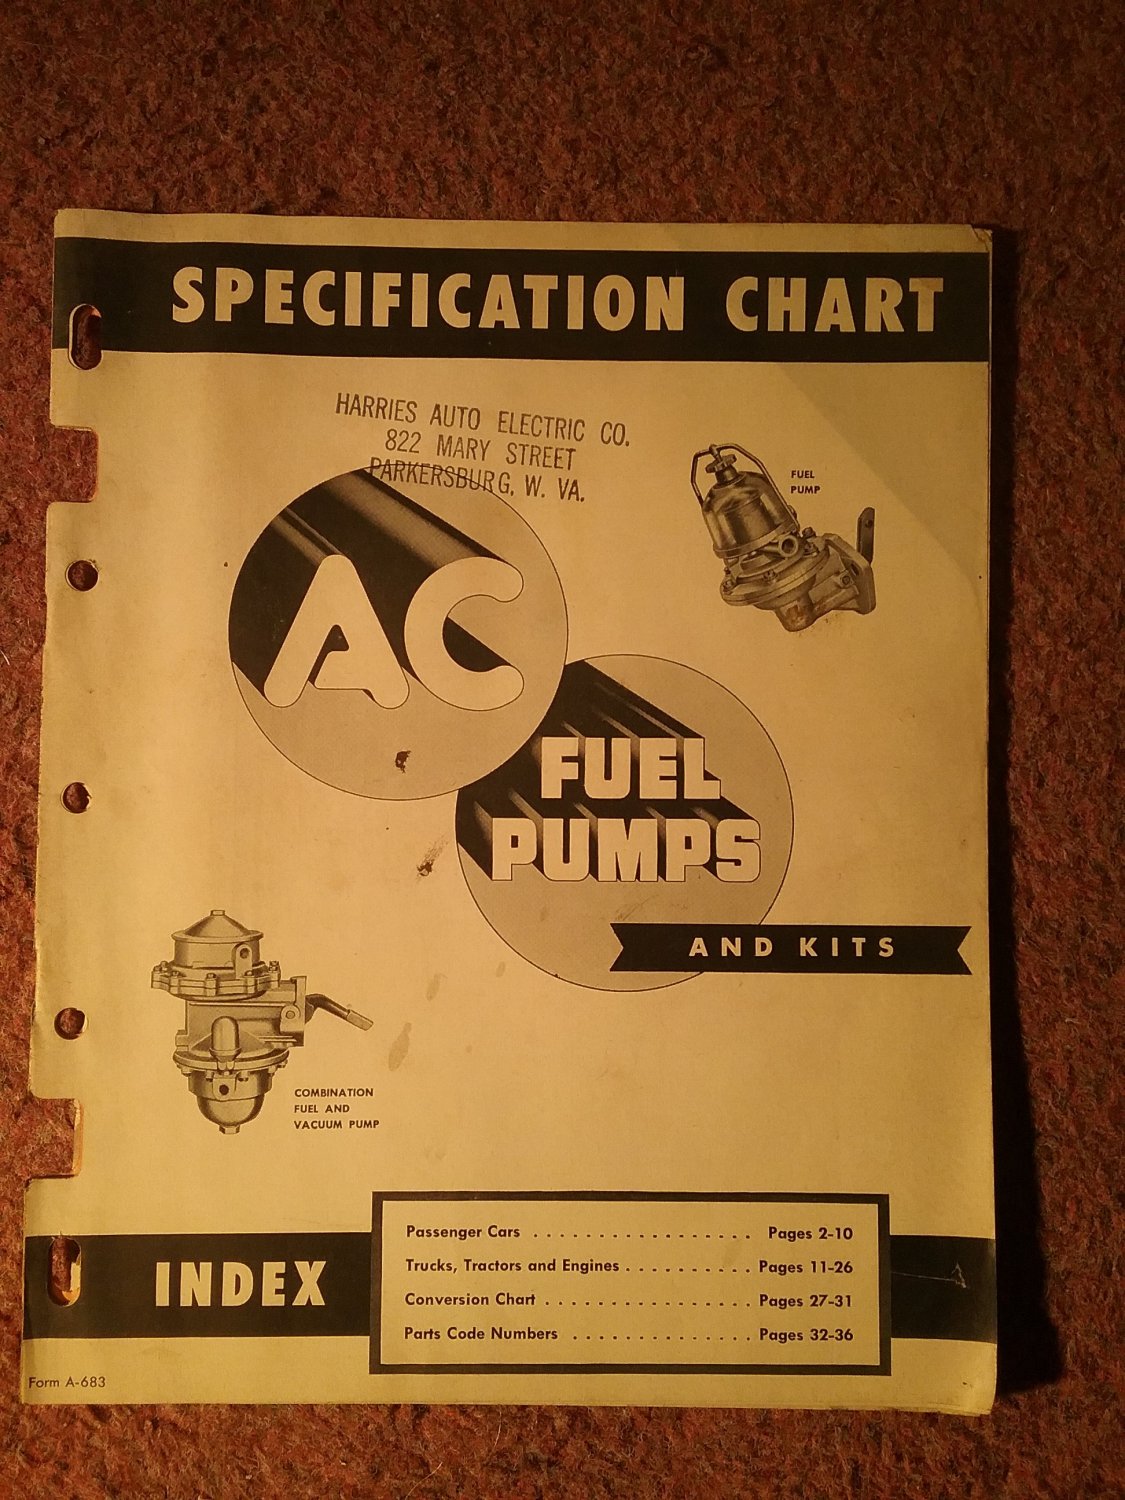 SPECIFICATION CHART
HARRIES AUTO ELECTRIC CO.
822 MARY STREET
PARKERSBURG, W. VA.
FUEL
PUMP
AC
FUEL
PUMPS
AND KITS
COMBINATION
FUEL AND
VACUUM PUMP
INDEX
Passenger Cars . . . . . . . . . . . . . . . . . Pages 2-10
Trucks, Tractors and Engines . . . . . . . . . . Pages 11-26
Conversion Chart . . . . . . . . . . . . . . . . Pages 27-31
Parts Code Numbers . . . . . . . . . . . . . . Pages 32-36
Form A-683